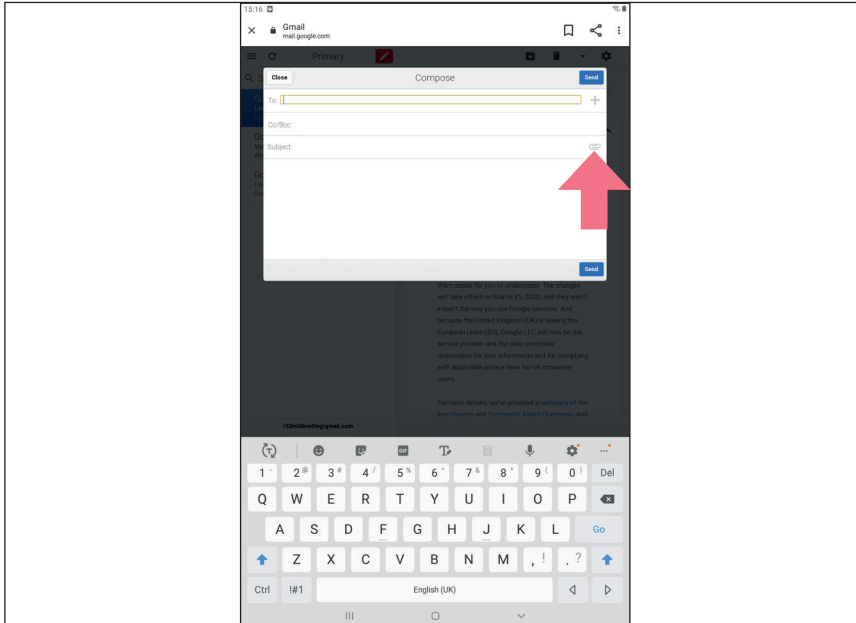 15:16
Gmail
mail.google.com
Primary
Close
Compose
Send
To:
Cc/Bcc:
Subject:
Send
them easier for you to understand. The changes
will take effect on March 31, 2020, and they won't
impact the way you use Google services. And,
because the United Kingdom (UK) is leaving the
European Union (EU), Google LLC will now be the
service provider and the data controller
responsible for your information and for complying
with applicable privacy laws for UK consumer
users.
For more details, we've provided a summary of the
key changes and Frequently Asked Questions. And
GIF
1 - 2 @ 3 # 4 / 5 % 6 ^ 7 & 8 * 9 ( 0 ) Del
Q W E R T Y U I O P
A S D F G H J K L Go
Z X C V B N M , ! . ?
Ctrl !#1 English (UK)